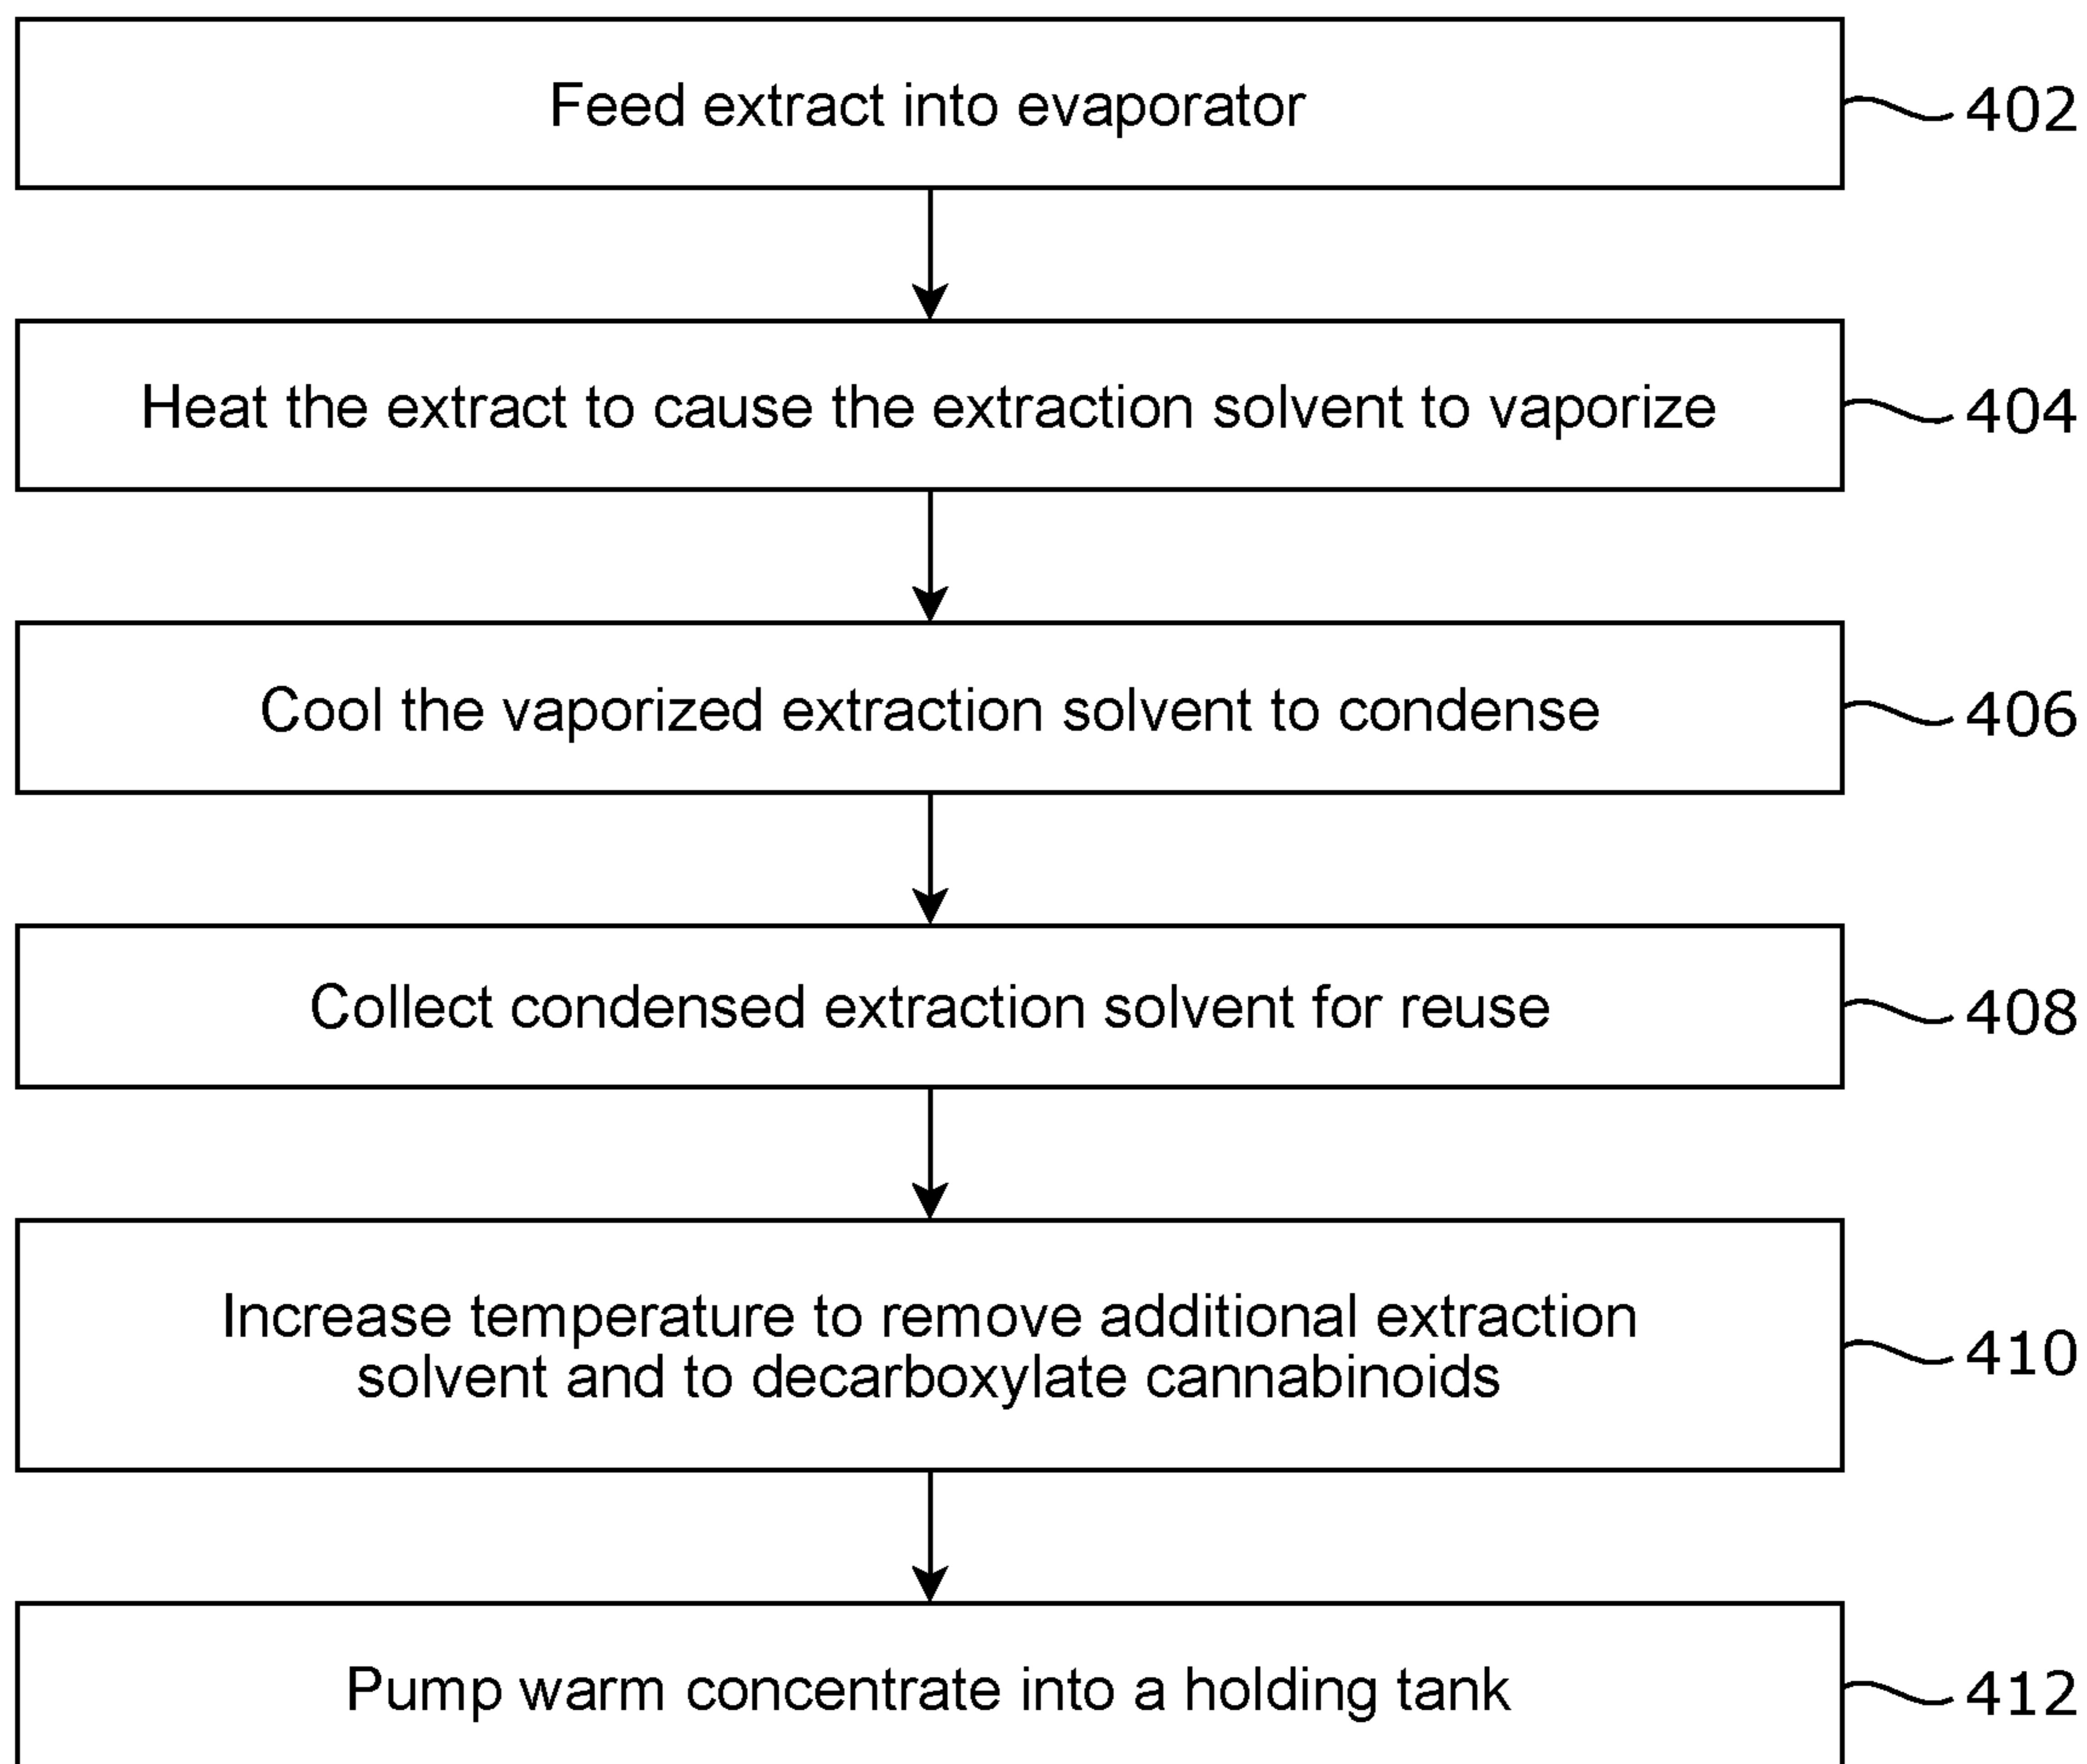 Feed extract into evaporator
402
Heat the extract to cause the extraction solvent to vaporize
404
Cool the vaporized extraction solvent to condense
406
Collect condensed extraction solvent for reuse
408
Increase temperature to remove additional extraction
solvent and to decarboxylate cannabinoids
410
Pump warm concentrate into a holding tank
412